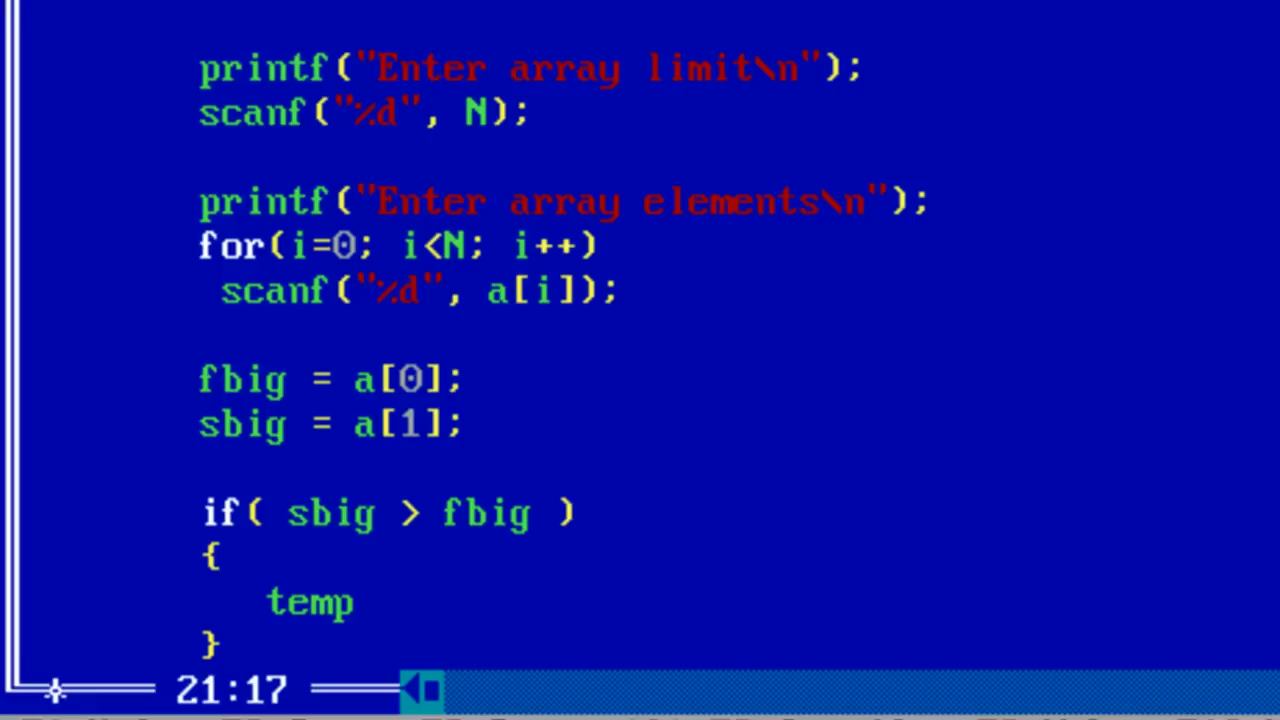 printf("Enter array limit\n");
scanf("%d", N);
printf("Enter array elements\n");
for(i=0; i<N; i++)
scanf("%d", a[i]);
fbig = a[0];
sbig = a[1];
if( sbig > fbig )
{
temp
}
21:17